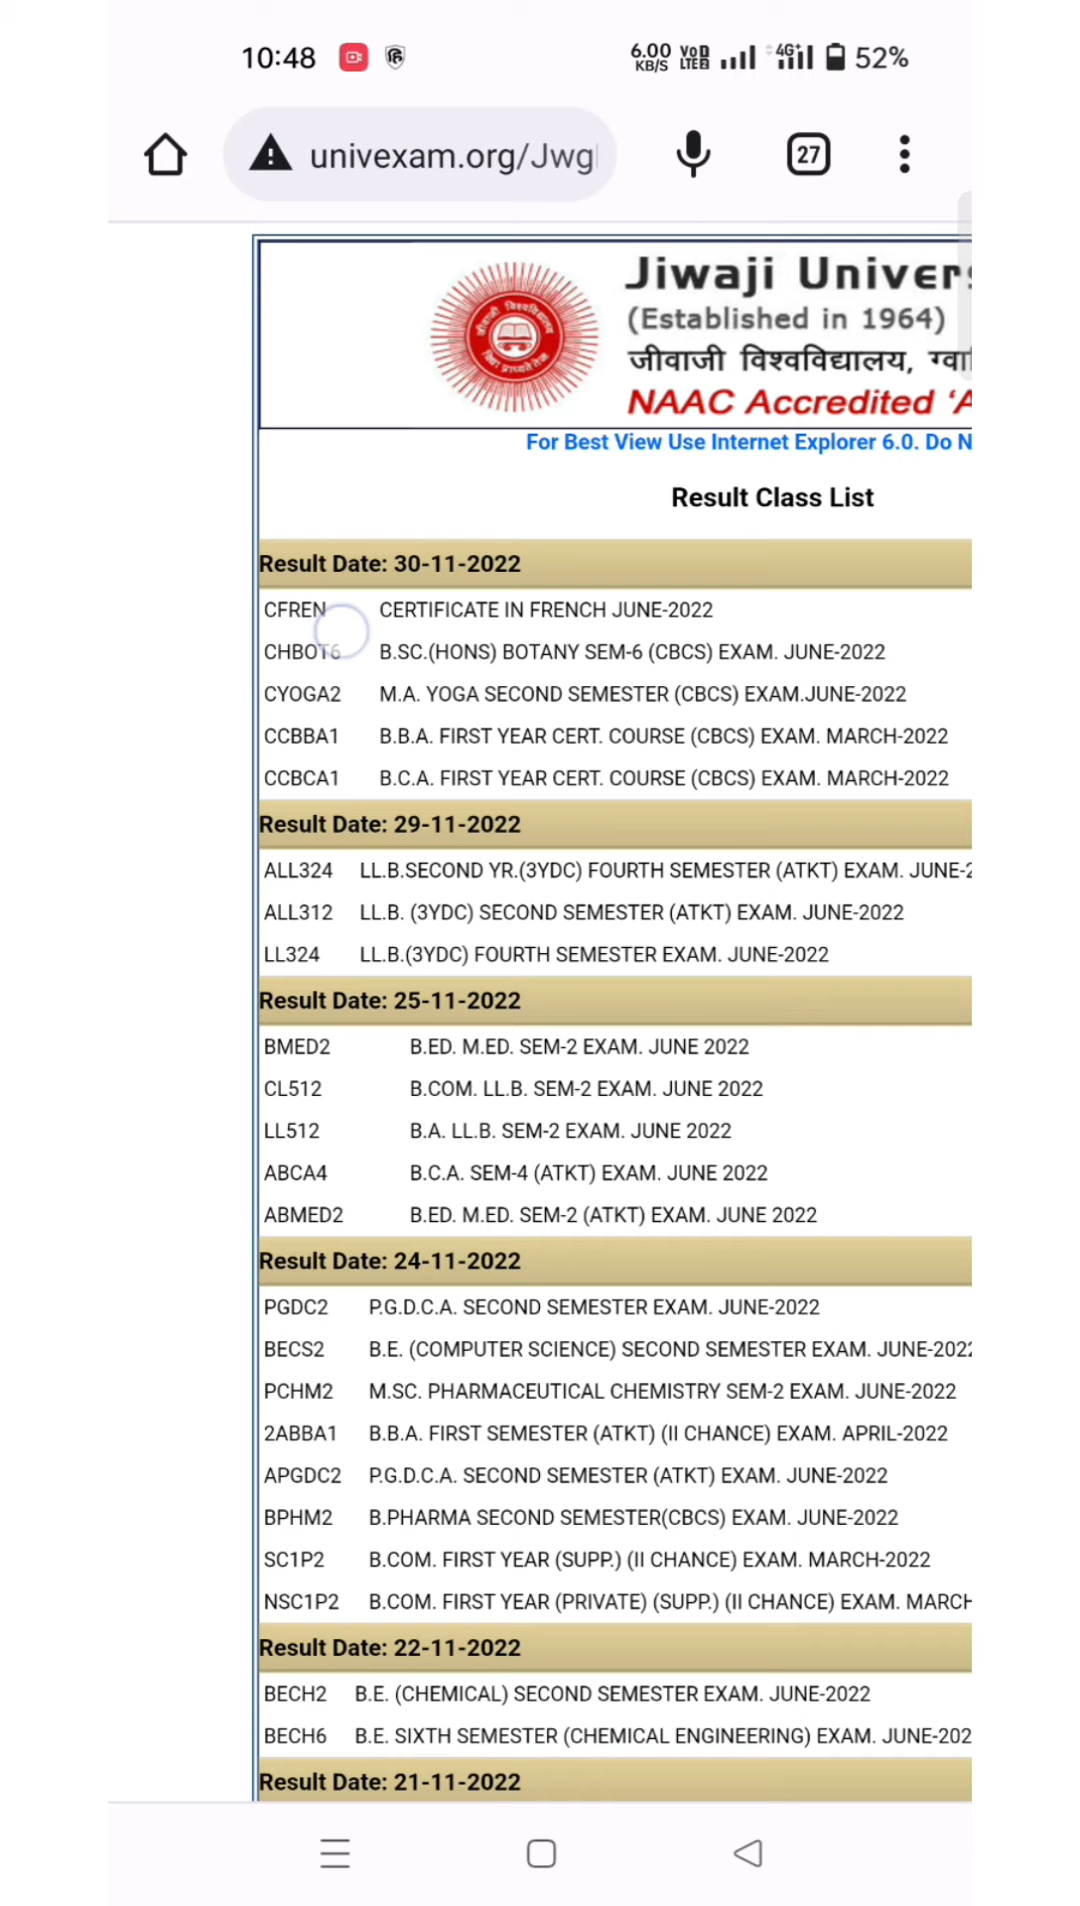 10:48 6.00 KB/S VoD LTE 4G+ 52%
univexam.org/Jwg
27
Jiwaji Univers
(Established in 1964)
जीवाजी विश्वविद्यालय, ग्वा
NAAC Accredited ‘A
For Best View Use Internet Explorer 6.0. Do N
Result Class List
Result Date: 30-11-2022
CFREN CERTIFICATE IN FRENCH JUNE-2022
CHBOT6 B.SC.(HONS) BOTANY SEM-6 (CBCS) EXAM. JUNE-2022
CYOGA2 M.A. YOGA SECOND SEMESTER (CBCS) EXAM.JUNE-2022
CCBBA1 B.B.A. FIRST YEAR CERT. COURSE (CBCS) EXAM. MARCH-2022
CCBCA1 B.C.A. FIRST YEAR CERT. COURSE (CBCS) EXAM. MARCH-2022
Result Date: 29-11-2022
ALL324 LL.B.SECOND YR.(3YDC) FOURTH SEMESTER (ATKT) EXAM. JUNE-2
ALL312 LL.B. (3YDC) SECOND SEMESTER (ATKT) EXAM. JUNE-2022
LL324 LL.B.(3YDC) FOURTH SEMESTER EXAM. JUNE-2022
Result Date: 25-11-2022
BMED2 B.ED. M.ED. SEM-2 EXAM. JUNE 2022
CL512 B.COM. LL.B. SEM-2 EXAM. JUNE 2022
LL512 B.A. LL.B. SEM-2 EXAM. JUNE 2022
ABCA4 B.C.A. SEM-4 (ATKT) EXAM. JUNE 2022
ABMED2 B.ED. M.ED. SEM-2 (ATKT) EXAM. JUNE 2022
Result Date: 24-11-2022
PGDC2 P.G.D.C.A. SECOND SEMESTER EXAM. JUNE-2022
BECS2 B.E. (COMPUTER SCIENCE) SECOND SEMESTER EXAM. JUNE-2022
PCHM2 M.SC. PHARMACEUTICAL CHEMISTRY SEM-2 EXAM. JUNE-2022
2ABBA1 B.B.A. FIRST SEMESTER (ATKT) (II CHANCE) EXAM. APRIL-2022
APGDC2 P.G.D.C.A. SECOND SEMESTER (ATKT) EXAM. JUNE-2022
BPHM2 B.PHARMA SECOND SEMESTER(CBCS) EXAM. JUNE-2022
SC1P2 B.COM. FIRST YEAR (SUPP.) (II CHANCE) EXAM. MARCH-2022
NSC1P2 B.COM. FIRST YEAR (PRIVATE) (SUPP.) (II CHANCE) EXAM. MARCH
Result Date: 22-11-2022
BECH2 B.E. (CHEMICAL) SECOND SEMESTER EXAM. JUNE-2022
BECH6 B.E. SIXTH SEMESTER (CHEMICAL ENGINEERING) EXAM. JUNE-202
Result Date: 21-11-2022